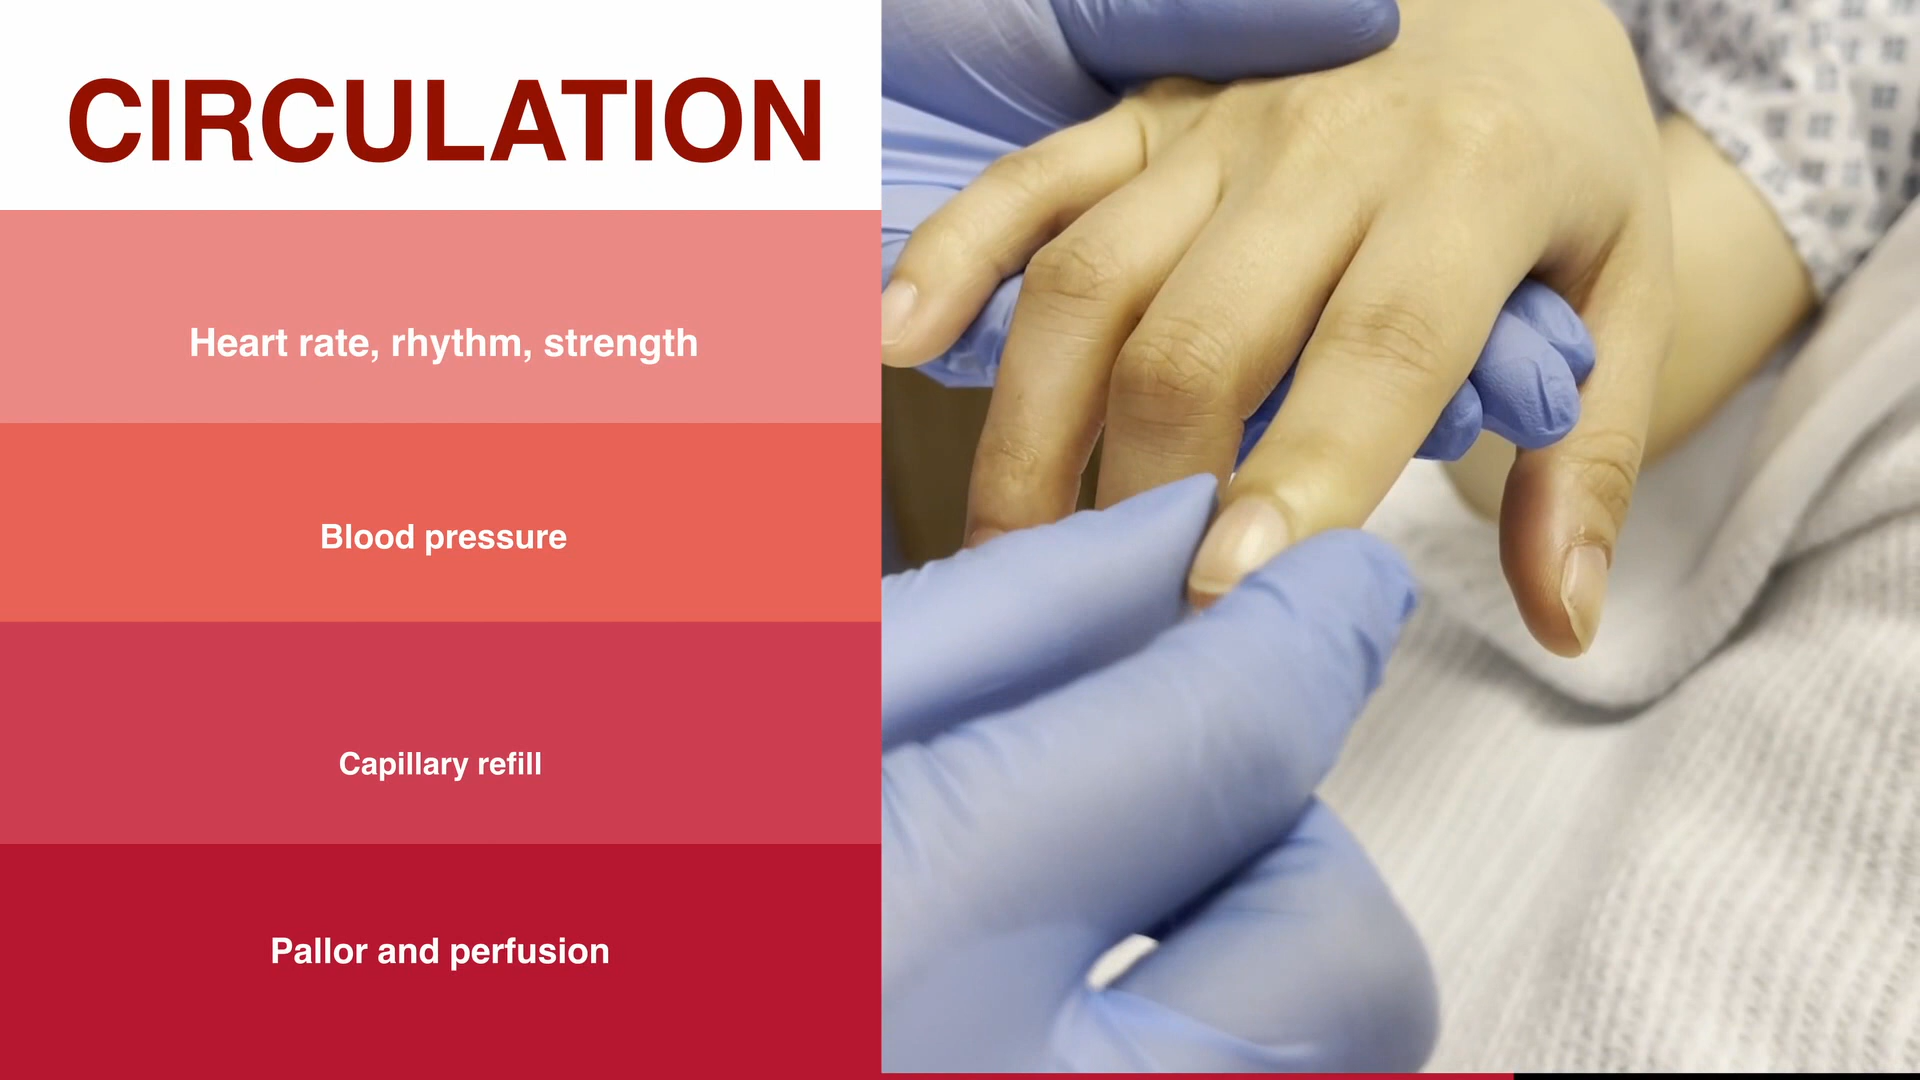 CIRCULATION
Heart rate, rhythm, strength
Blood pressure
Capillary refill
Pallor and perfusion